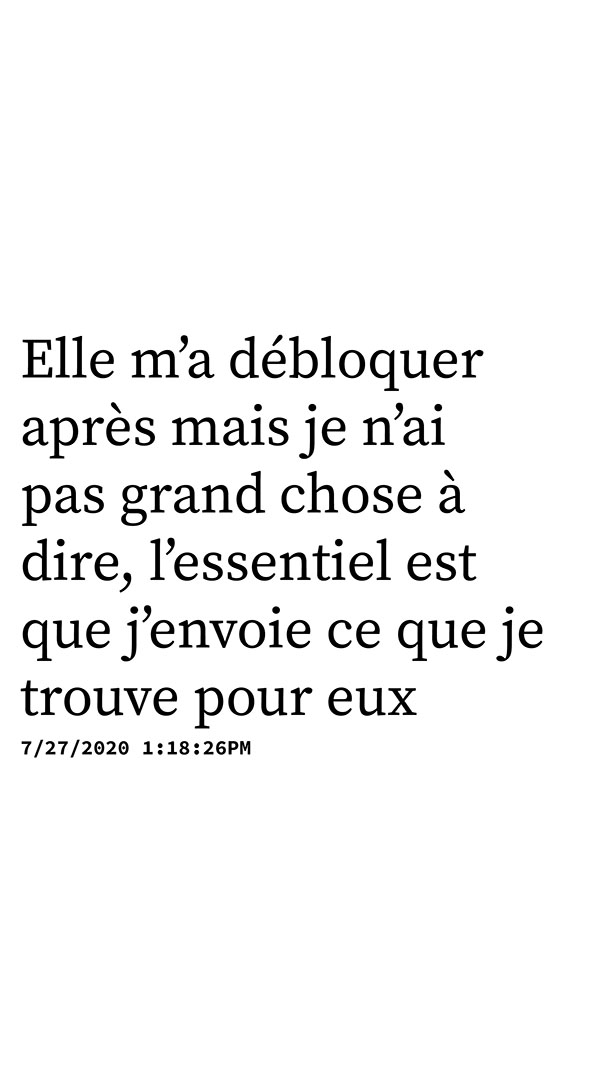 Elle m’a débloquer
après mais je n’ai
pas grand chose à
dire, l’essentiel est
que j’envoie ce que je
trouve pour eux
7/27/2020 1:18:26PM